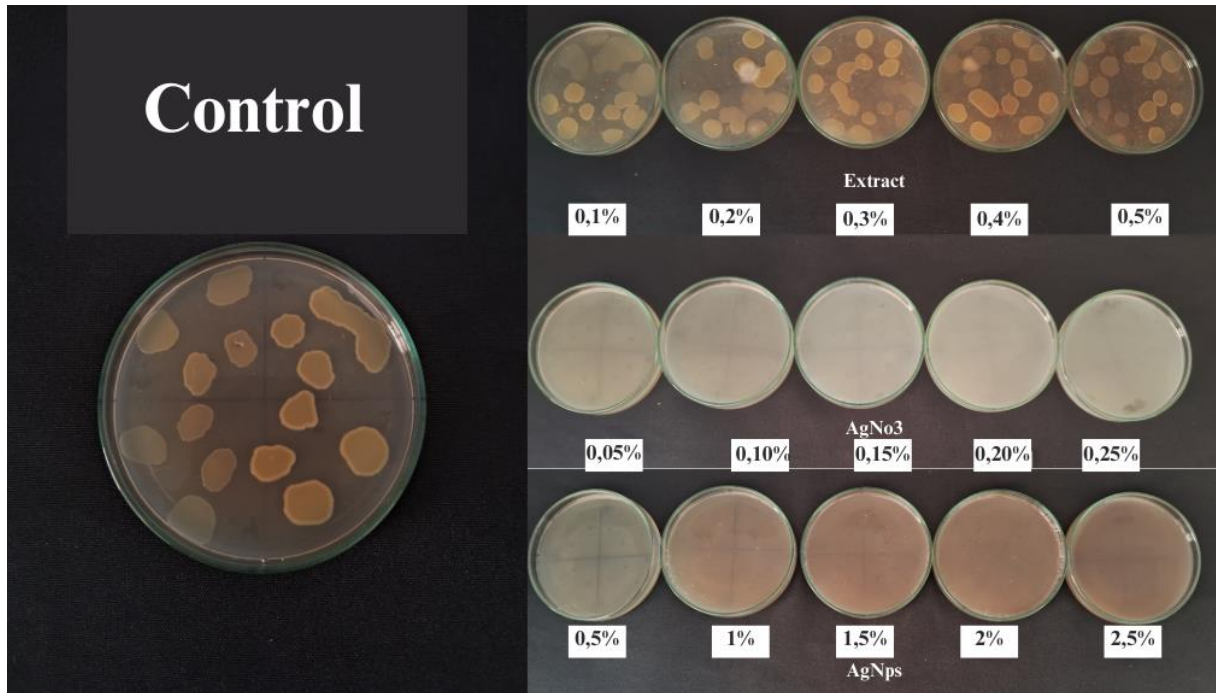 Control
Extract
0,1% 0,2% 0,3% 0,4% 0,5%
AgNo3
0,05% 0,10% 0,15% 0,20% 0,25%
0,5% 1% 1,5% 2% 2,5%
AgNps